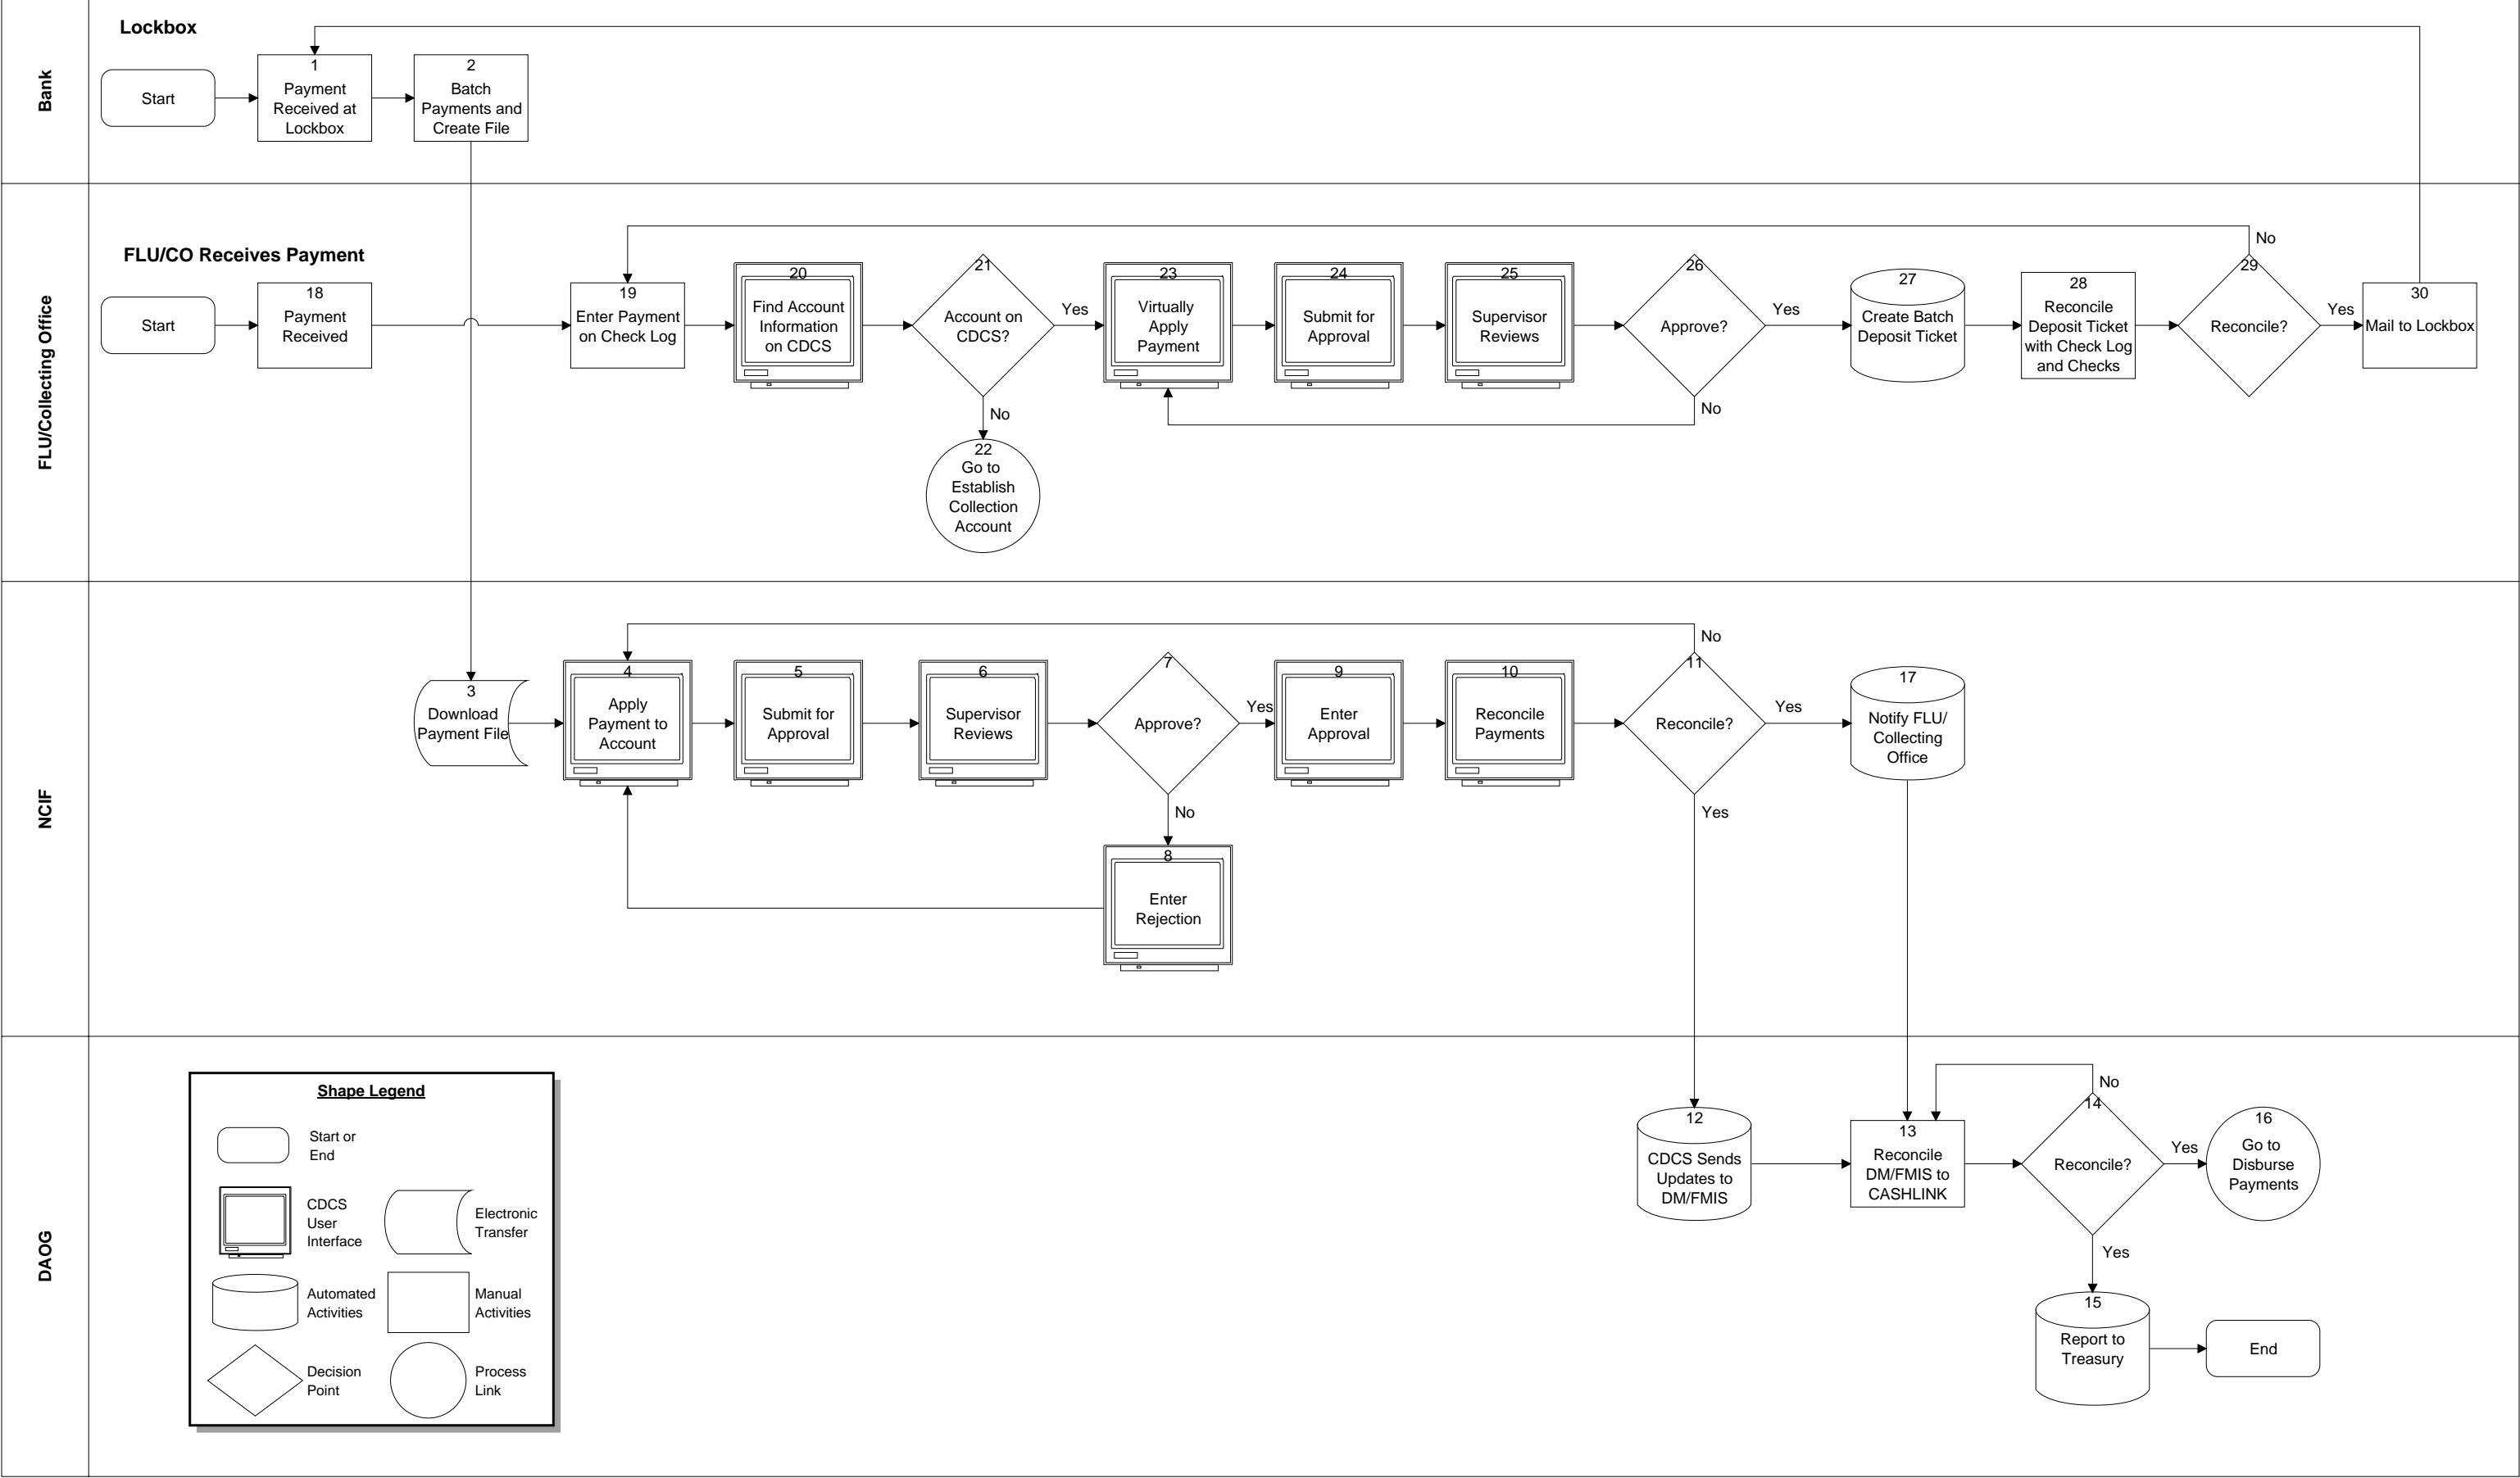 Bank
Lockbox
Start
1
Payment
Received at
Lockbox
2
Batch
Payments and
Create File
FLU/Collecting Office
FLU/CO Receives Payment
Start
18
Payment
Received
19
Enter Payment
on Check Log
20
Find Account
Information
on CDCS
21
Account on
CDCS?
Yes
No
22
Go to
Establish
Collection
Account
23
Virtually
Apply
Payment
24
Submit for
Approval
25
Supervisor
Reviews
26
Approve?
Yes
No
27
Create Batch
Deposit Ticket
28
Reconcile
Deposit Ticket
with Check Log
and Checks
29
Reconcile?
No
Yes
30
Mail to Lockbox
NCIF
3
Download
Payment File
4
Apply
Payment to
Account
5
Submit for
Approval
6
Supervisor
Reviews
7
Approve?
Yes
No
8
Enter
Rejection
9
Enter
Approval
10
Reconcile
Payments
11
Reconcile?
No
Yes
Yes
17
Notify FLU/
Collecting
Office
DAOG
12
CDCS Sends
Updates to
DM/FMIS
13
Reconcile
DM/FMIS to
CASHLINK
14
Reconcile?
No
Yes
Yes
16
Go to
Disburse
Payments
15
Report to
Treasury
End
Shape Legend
Start or
End
CDCS
User
Interface
Electronic
Transfer
Automated
Activities
Manual
Activities
Decision
Point
Process
Link